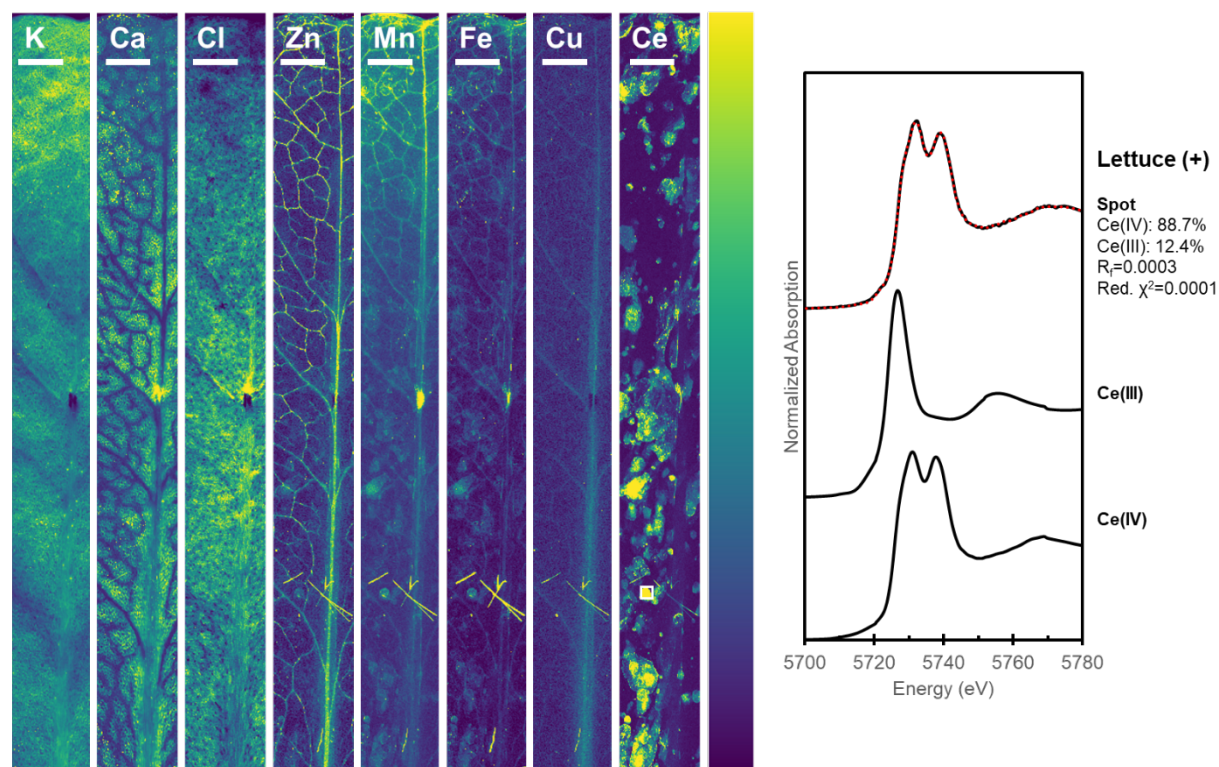 K
Ca
Cl
Zn
Mn
Fe
Cu
Ce
Normalized Absorption
Lettuce (+)
Spot
Ce(IV): 88.7%
Ce(III): 12.4%
Rf=0.0003
Red. χ²=0.0001
Ce(III)
Ce(IV)
5700 5720 5740 5760 5780
Energy (eV)